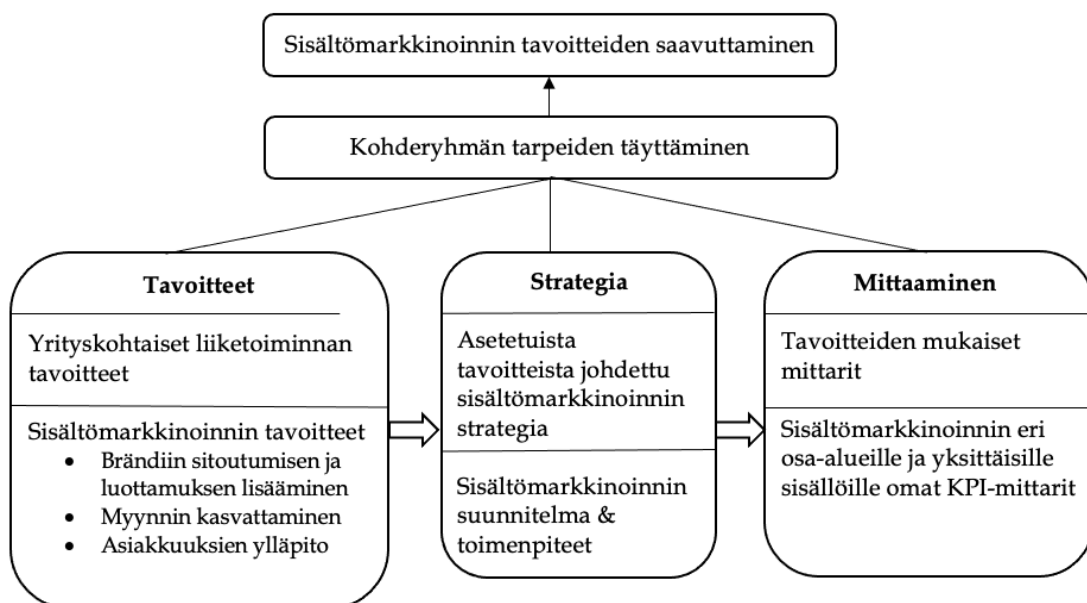 Sisältömarkkinoinnin tavoitteiden saavuttaminen
Kohderyhmän tarpeiden täyttäminen
Tavoitteet
Yrityskohtaiset liiketoiminnan
tavoitteet
Sisältömarkkinoinnin tavoitteet
• Brändiin sitoutumisen ja
luottamuksen lisääminen
• Myynnin kasvattaminen
• Asiakkuuksien ylläpito
Strategia
Asetetuista
tavoitteista johdettu
sisältömarkkinoinnin
strategia
Sisältömarkkinoinnin
suunnitelma &
toimenpiteet
Mittaaminen
Tavoitteiden mukaiset
mittarit
Sisältömarkkinoinnin eri
osa-alueille ja yksittäisille
sisällöille omat KPI-mittarit